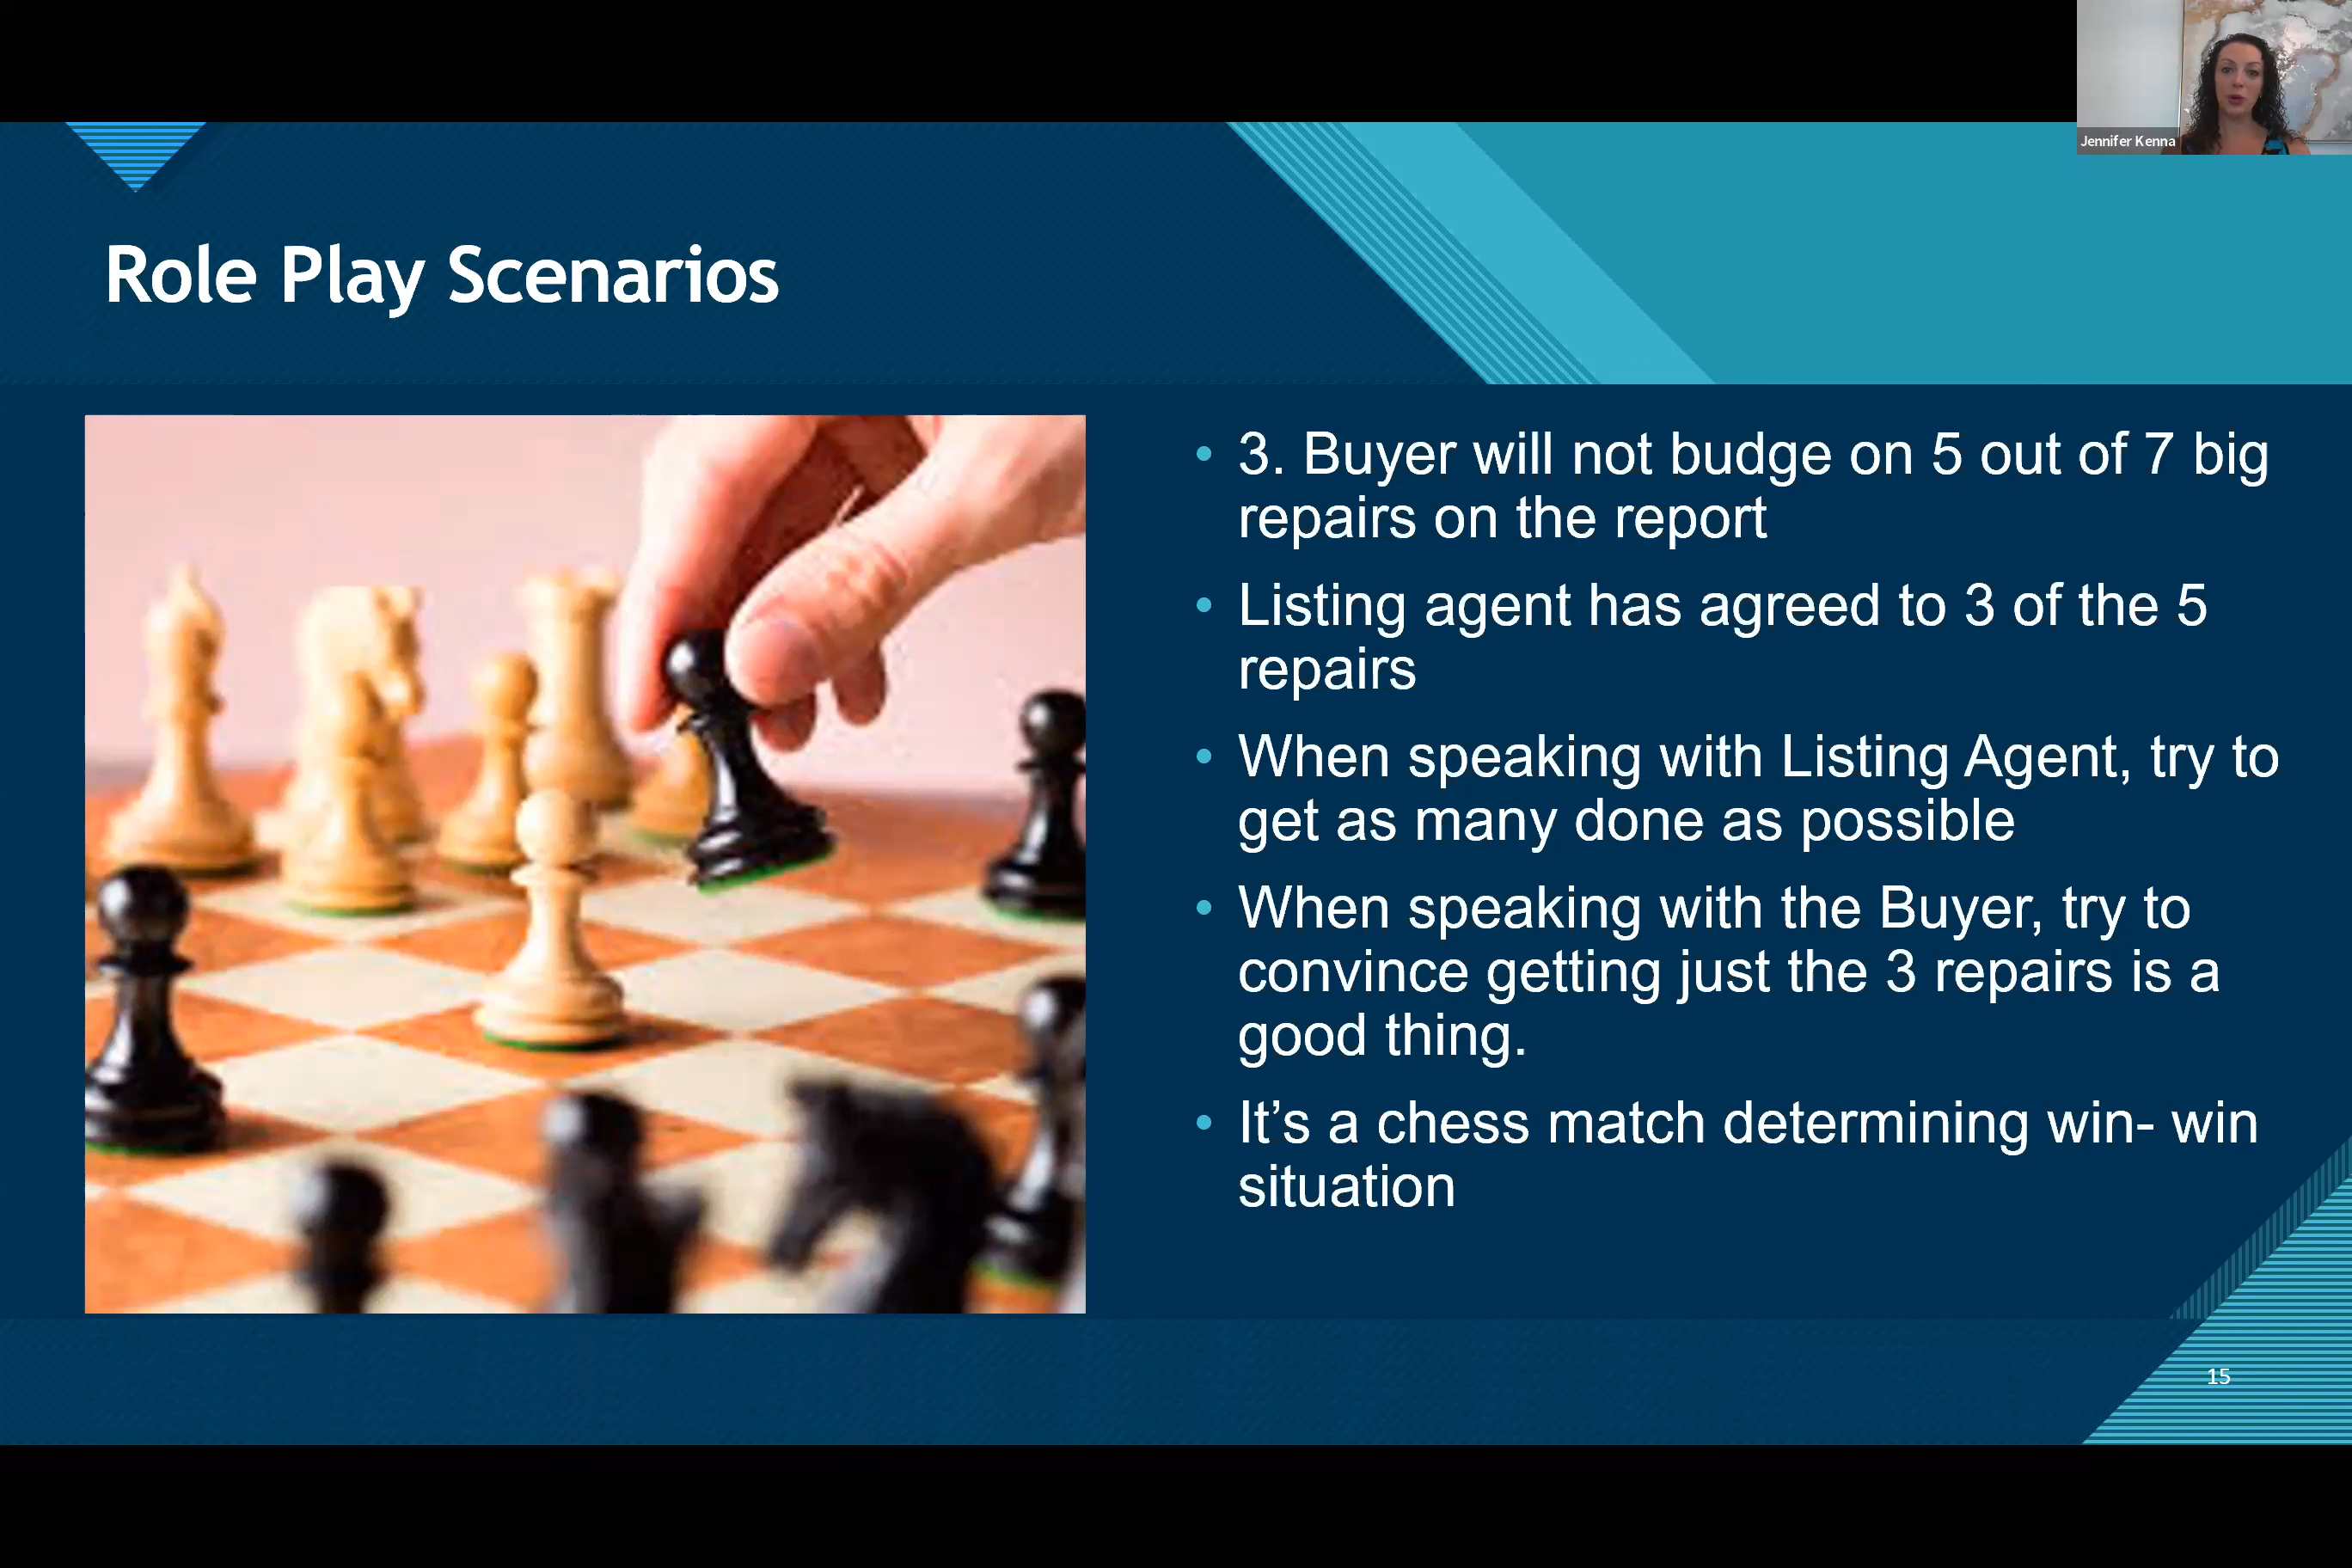 Jennifer Kenna
Role Play Scenarios
• 3. Buyer will not budge on 5 out of 7 big
repairs on the report
• Listing agent has agreed to 3 of the 5
repairs
• When speaking with Listing Agent, try to
get as many done as possible
• When speaking with the Buyer, try to
convince getting just the 3 repairs is a
good thing.
• It’s a chess match determining win- win
situation
15